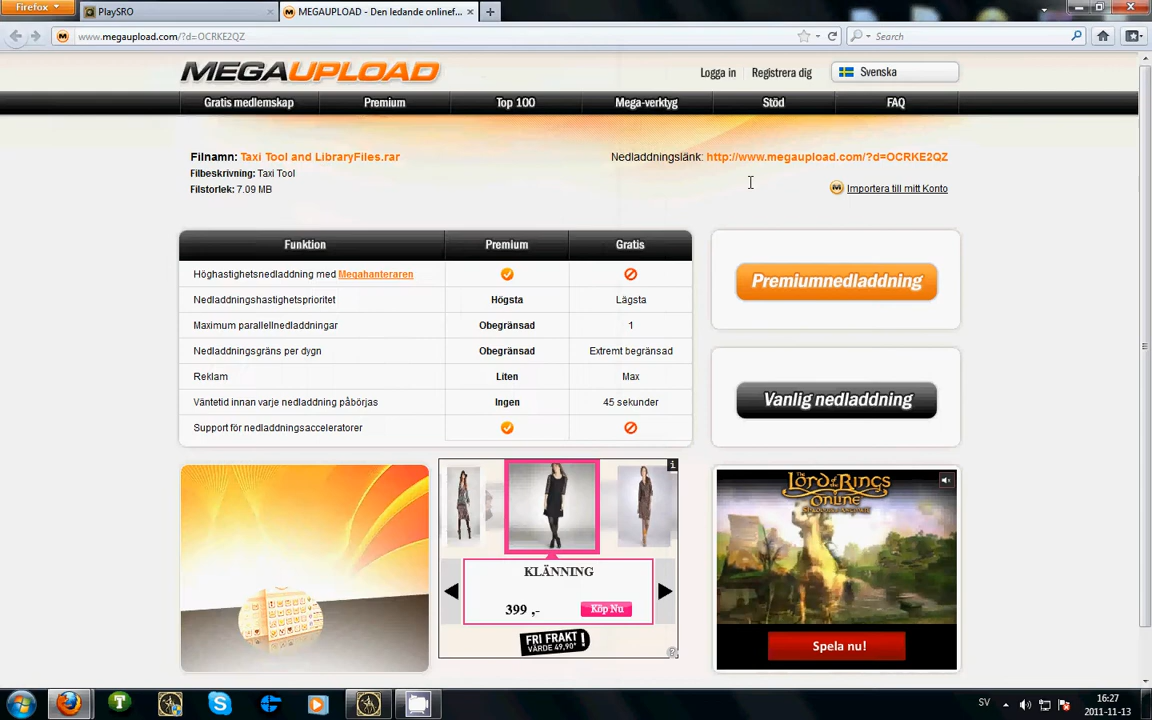 Firefox
PlaySRO
MEGAUPLOAD - Den ledande onlinef...
www.megaupload.com/?d=OCRKE2QZ
Search
MEGAUPLOAD
Logga in
Registrera dig
Svenska
Gratis medlemskap
Premium
Top 100
Mega-verktyg
Stöd
FAQ
Filnamn: Taxi Tool and LibraryFiles.rar
Nedladdningslänk: http://www.megaupload.com/?d=OCRKE2QZ
Filbeskrivning: Taxi Tool
Filstorlek: 7.09 MB
Importera till mitt Konto
Funktion Premium Gratis
Höghastighetsnedladdning med Megahanteraren
Nedladdningshastighetsprioritet Högsta Lägsta
Maximum parallellnedladdningar Obegränsad 1
Nedladdningsgräns per dygn Obegränsad Extremt begränsad
Reklam Liten Max
Väntetid innan varje nedladdning påbörjas Ingen 45 sekunder
Support för nedladdningsacceleratorer
Premiumnedladdning
Vanlig nedladdning
KLÄNNING
399 ,-
Köp Nu
FRI FRAKT!
VÄRDE 49,90*
The
Lord of the Rings
Online
Spela nu!
SV
16:27
2011-11-13